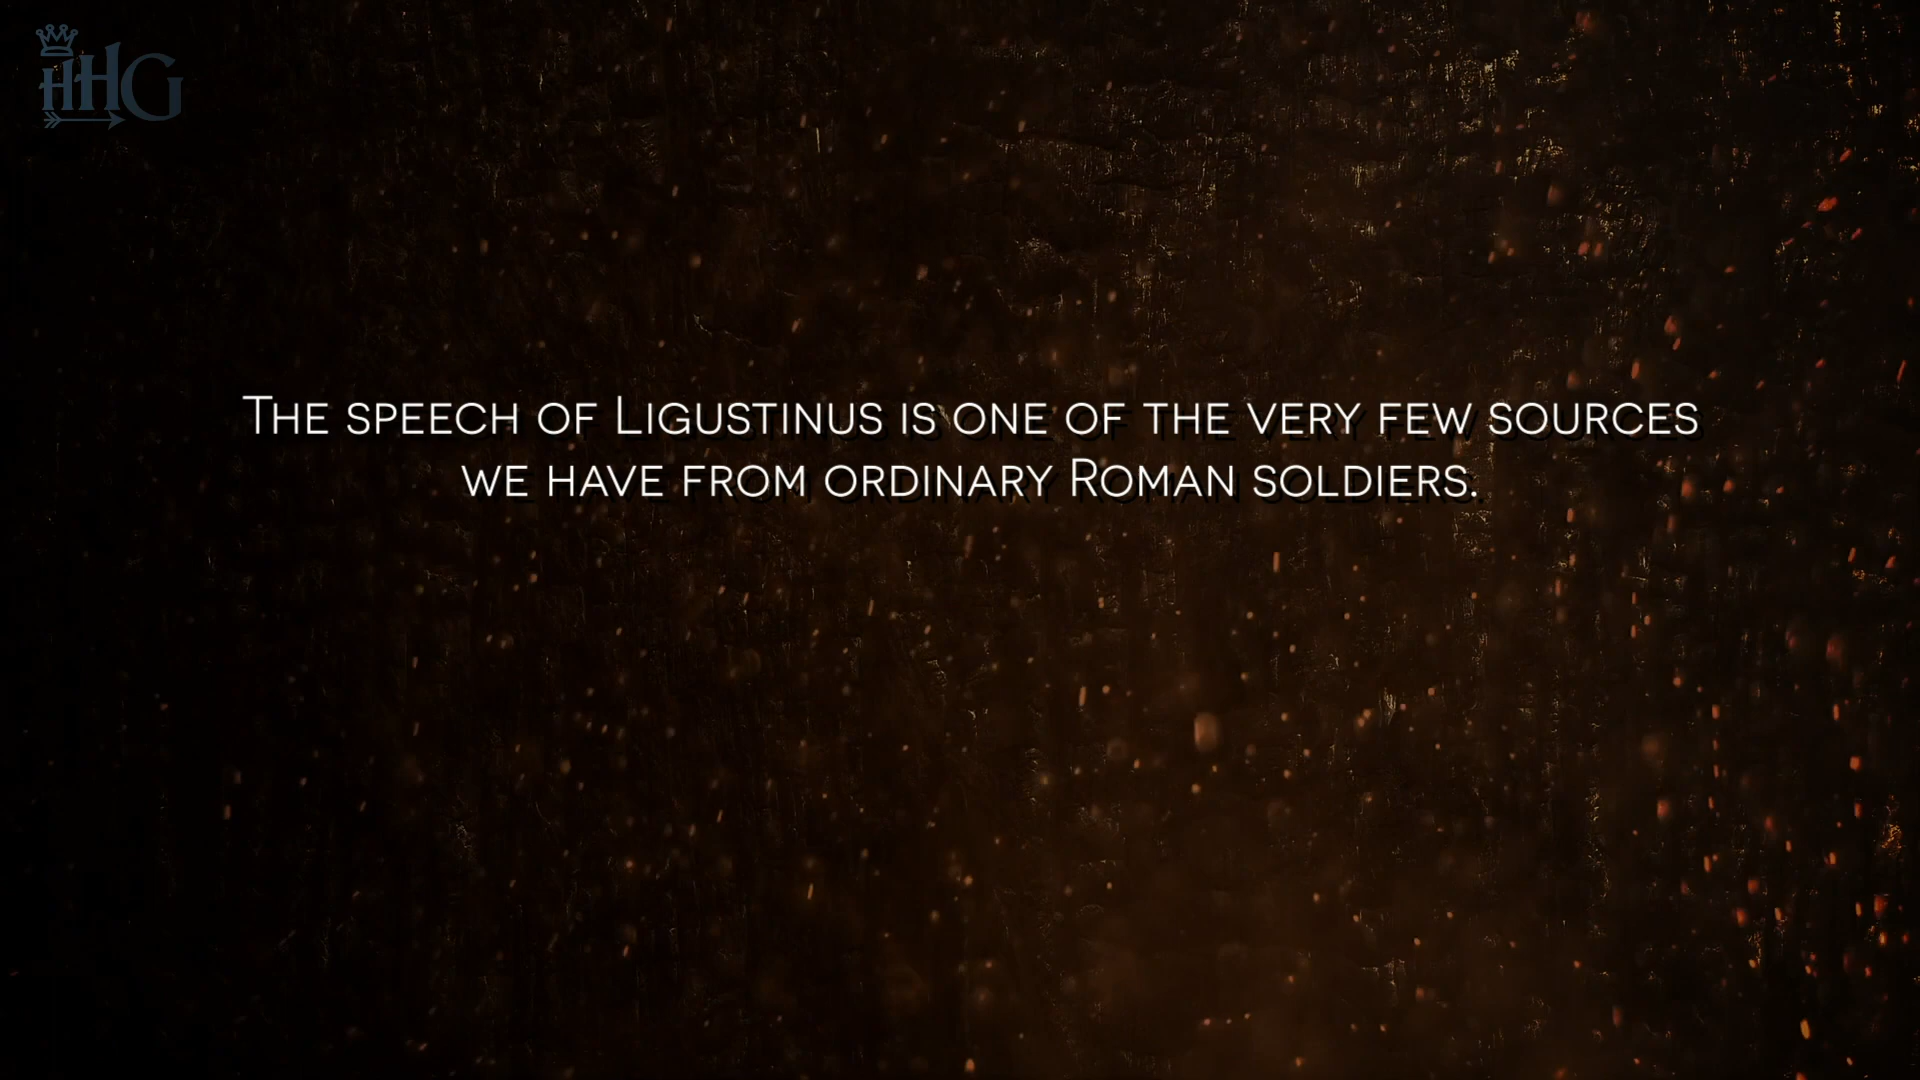 HHG
The speech of Ligustinus is one of the very few sources
we have from ordinary Roman soldiers.